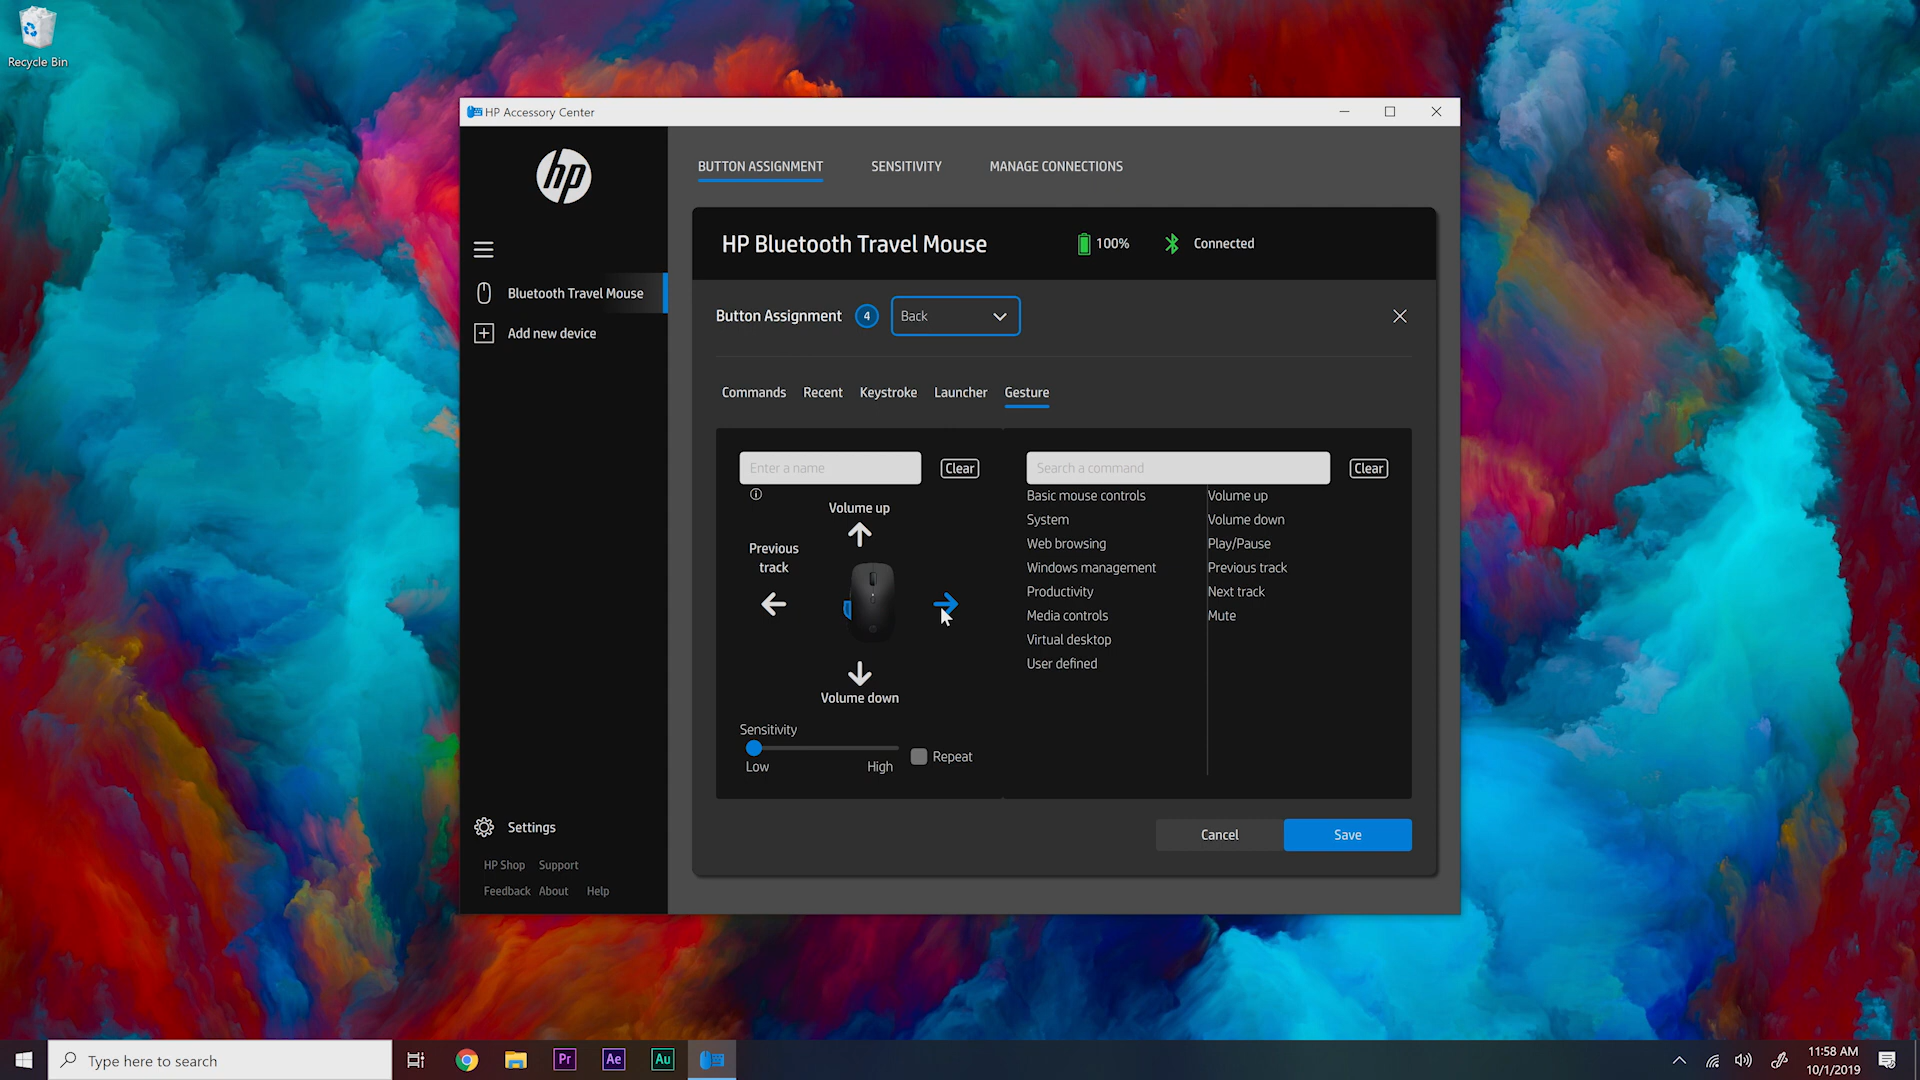 Recycle Bin
HP Accessory Center
hp
BUTTON ASSIGNMENT SENSITIVITY MANAGE CONNECTIONS
HP Bluetooth Travel Mouse 100% Connected
Bluetooth Travel Mouse
Add new device
Button Assignment 4 Back
Commands Recent Keystroke Launcher Gesture
Enter a name Clear
Volume up
Previous
track
Volume down
Sensitivity
Low High Repeat
Search a command Clear
Basic mouse controls
System
Web browsing
Windows management
Productivity
Media controls
Virtual desktop
User defined
Volume up
Volume down
Play/Pause
Previous track
Next track
Mute
Cancel Save
Settings
HP Shop Support
Feedback About Help
Type here to search
Pr Ae Au
11:58 AM
10/1/2019